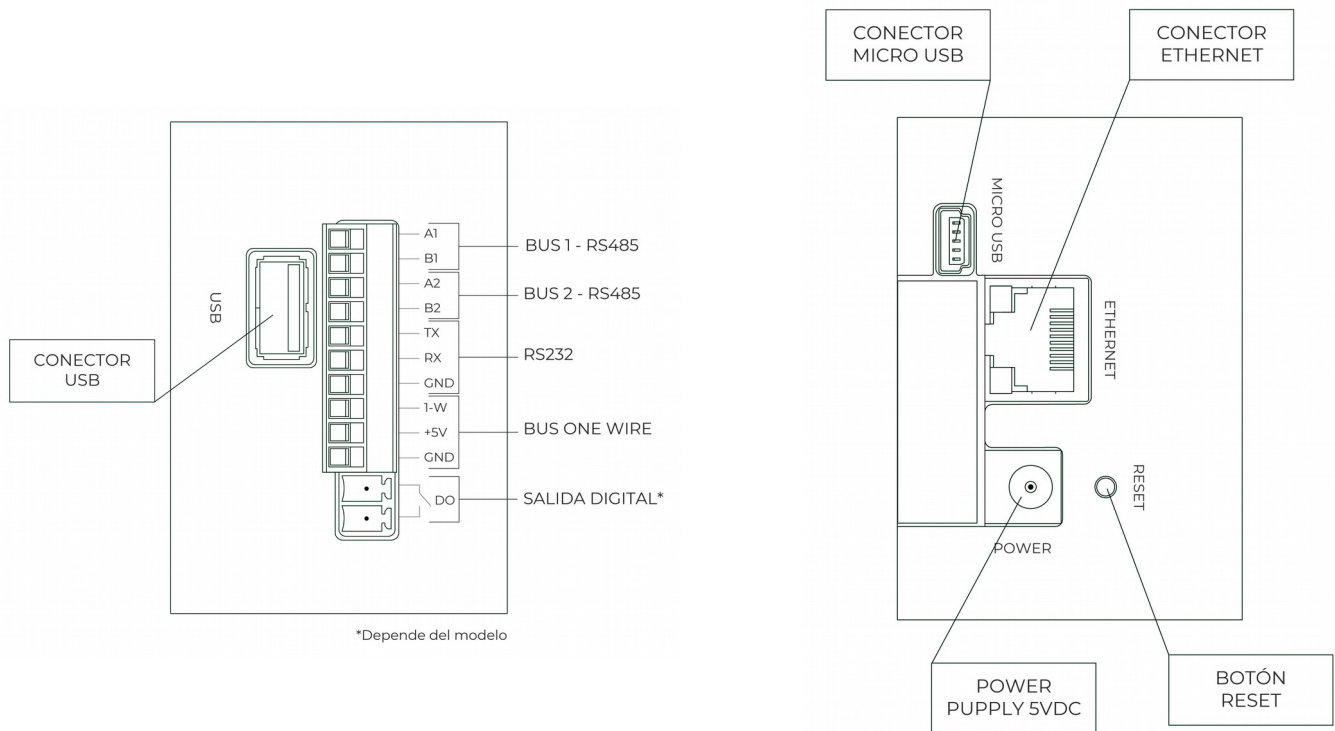 CONECTOR
USB
USB
A1
B1
A2
B2
TX
RX
GND
1-W
+5V
GND
DO
BUS 1 - RS485
BUS 2 - RS485
RS232
BUS ONE WIRE
SALIDA DIGITAL*
*Depende del modelo
CONECTOR
MICRO USB
CONECTOR
ETHERNET
MICRO USB
ETHERNET
RESET
POWER
POWER
PUPPLY 5VDC
BOTÓN
RESET